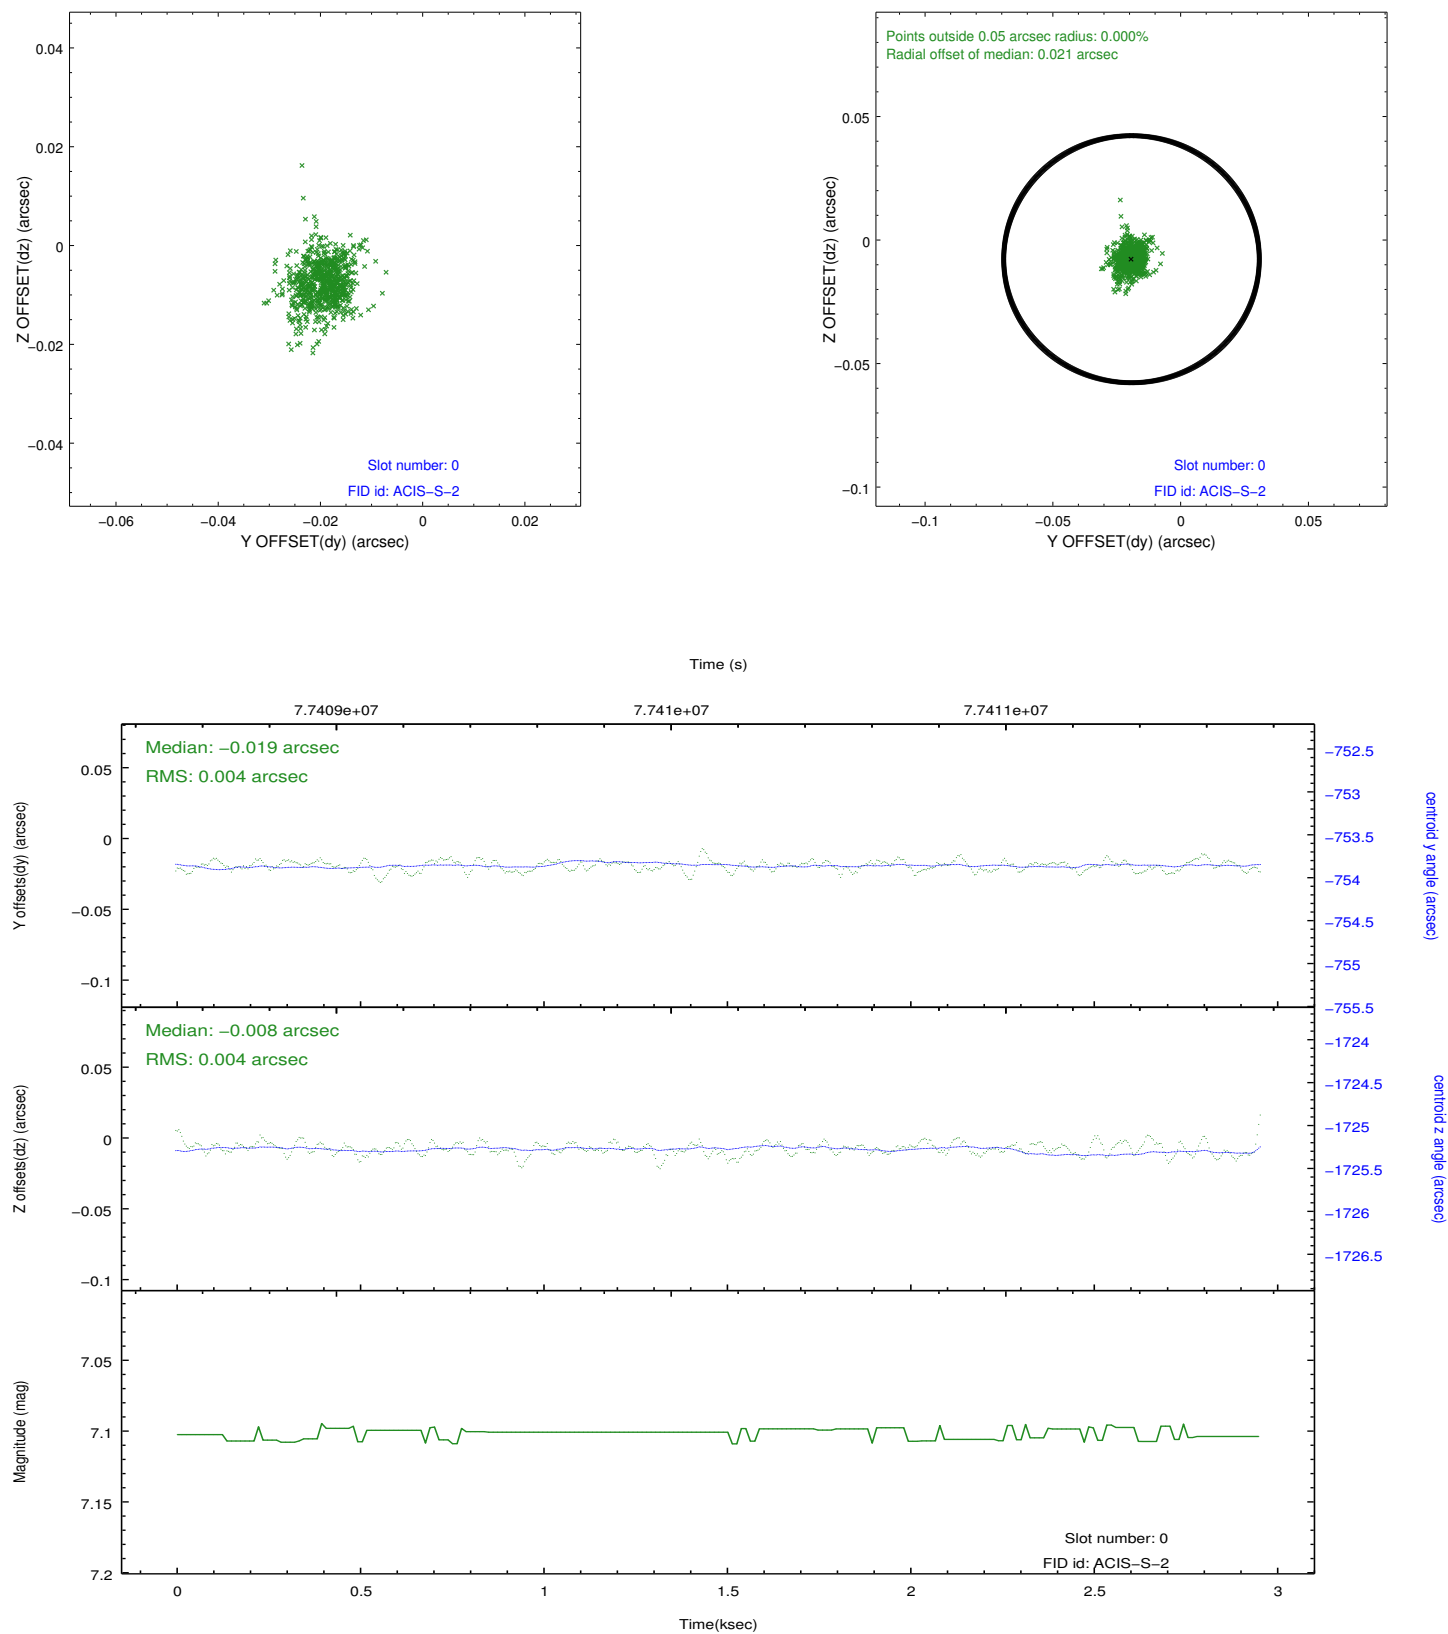 0.04
0.02
0
−0.02
−0.04
Z OFFSET(dz) (arcsec)
Slot number: 0
FID id: ACIS−S−2
−0.06
−0.04
−0.02
0
0.02
Y OFFSET(dy) (arcsec)
Points outside 0.05 arcsec radius: 0.000%
Radial offset of median: 0.021 arcsec
0.05
0
−0.05
−0.1
Z OFFSET(dz) (arcsec)
Slot number: 0
FID id: ACIS−S−2
−0.1
−0.05
0
0.05
Y OFFSET(dy) (arcsec)
Time (s)
7.7409e+07
7.741e+07
7.7411e+07
Median: −0.019 arcsec
RMS: 0.004 arcsec
0.05
0
−0.05
−0.1
Y offsets(dy) (arcsec)
−752.5
−753
−753.5
−754
−754.5
−755
−755.5
centroid y angle (arcsec)
Median: −0.008 arcsec
RMS: 0.004 arcsec
0.05
0
−0.05
−0.1
Z offsets(dz) (arcsec)
−1724
−1724.5
−1725
−1725.5
−1726
−1726.5
centroid z angle (arcsec)
7.05
7.1
7.15
7.2
Magnitude (mag)
Slot number: 0
FID id: ACIS−S−2
0
0.5
1
1.5
2
2.5
3
Time(ksec)